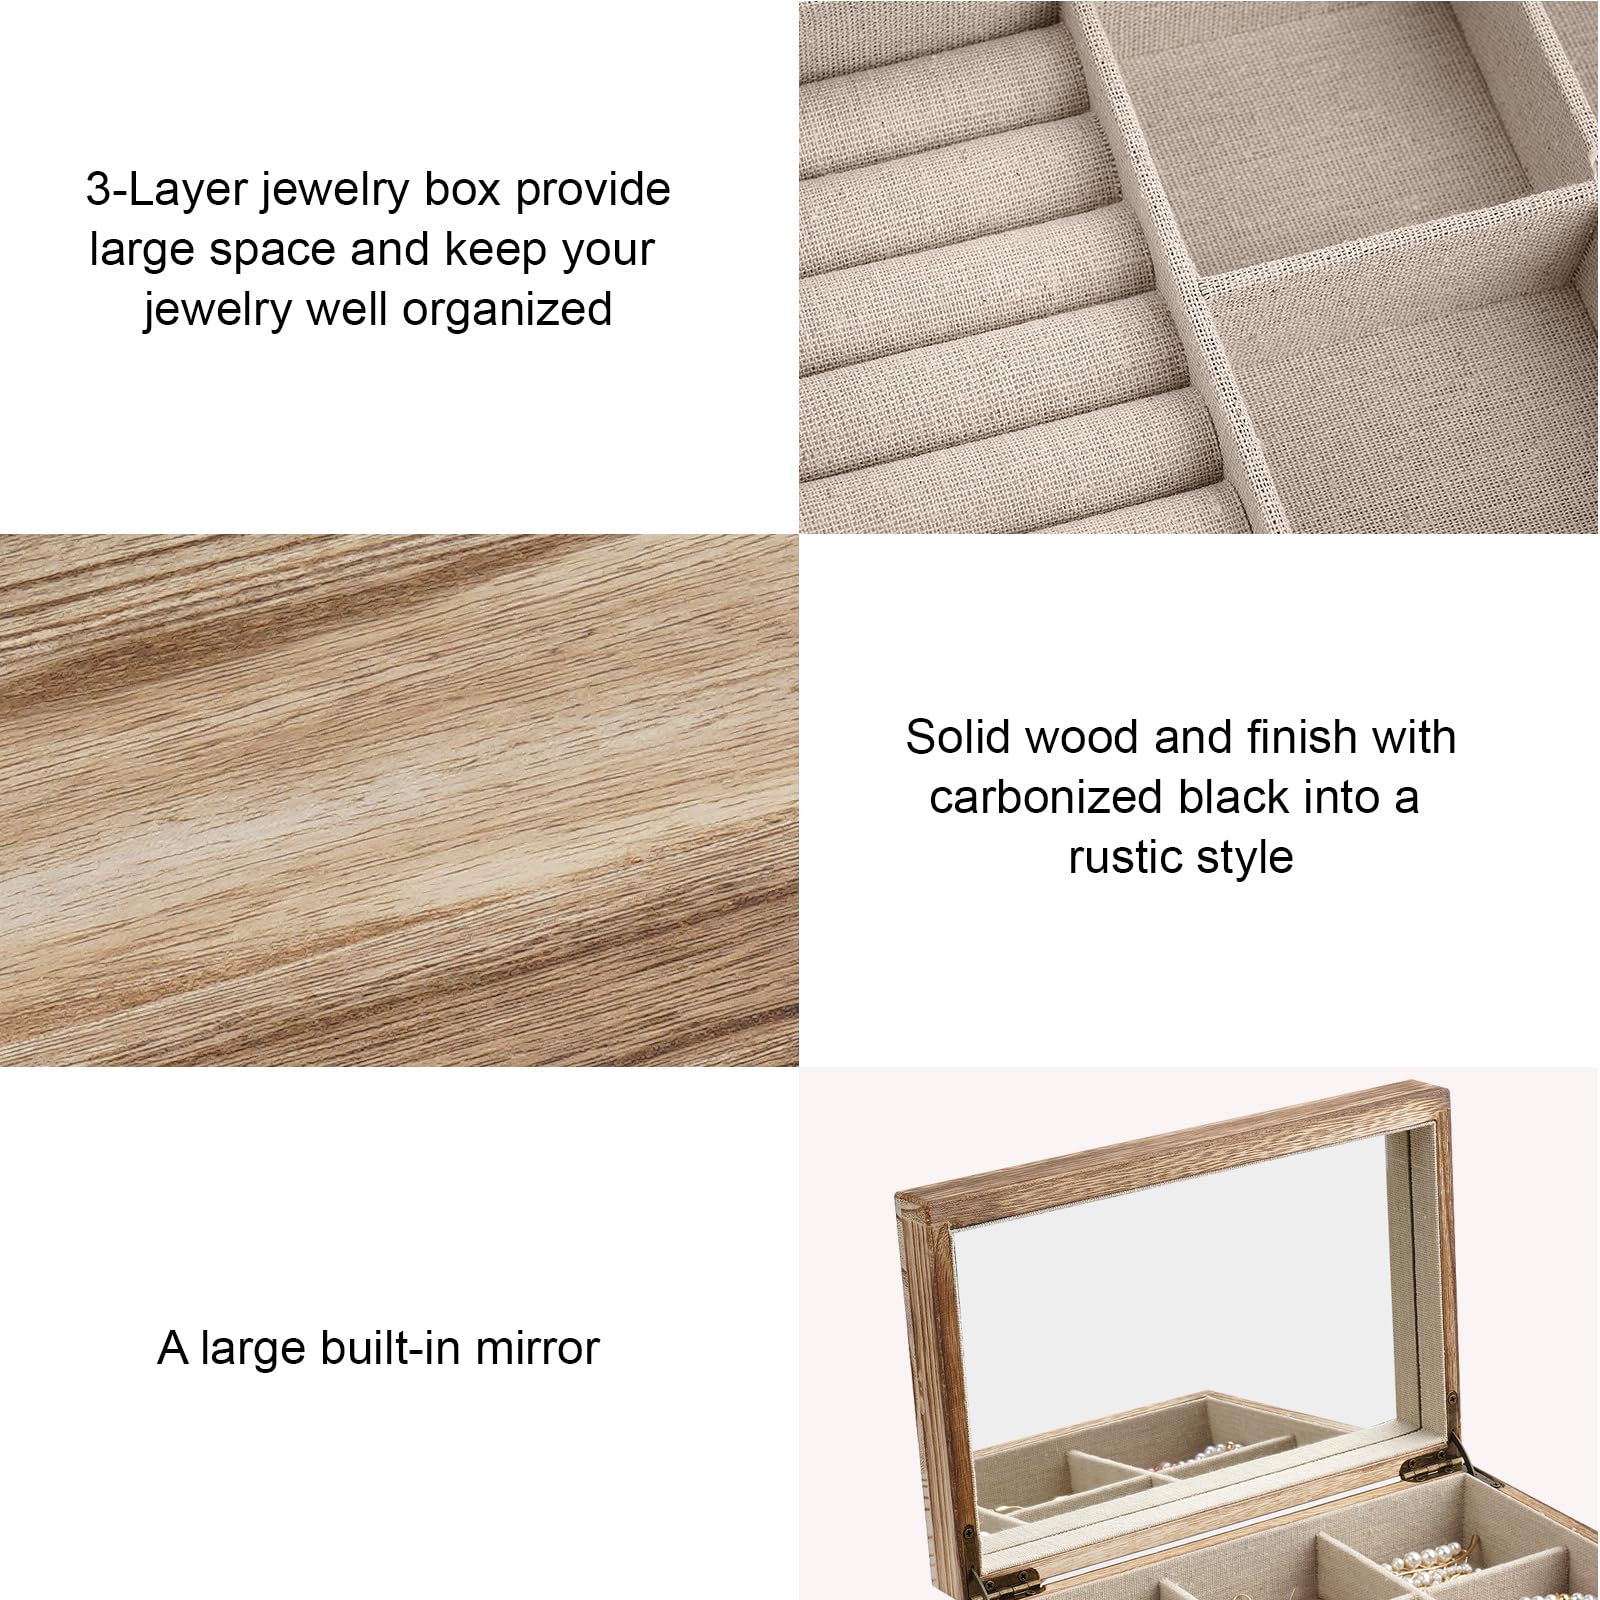 3-Layer jewelry box provide
large space and keep your
jewelry well organized
Solid wood and finish with
carbonized black into a
rustic style
A large built-in mirror